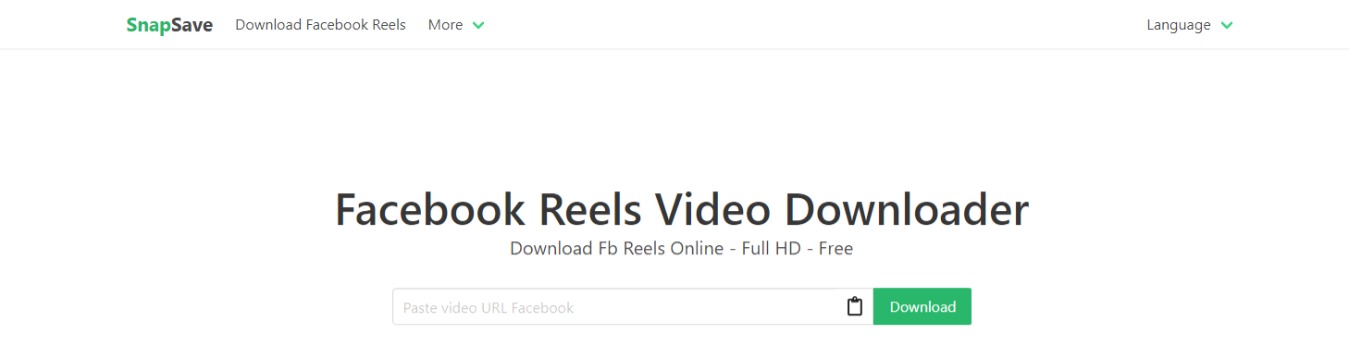 SnapSave Download Facebook Reels More Language
Facebook Reels Video Downloader
Download Fb Reels Online - Full HD - Free
Paste video URL Facebook Download